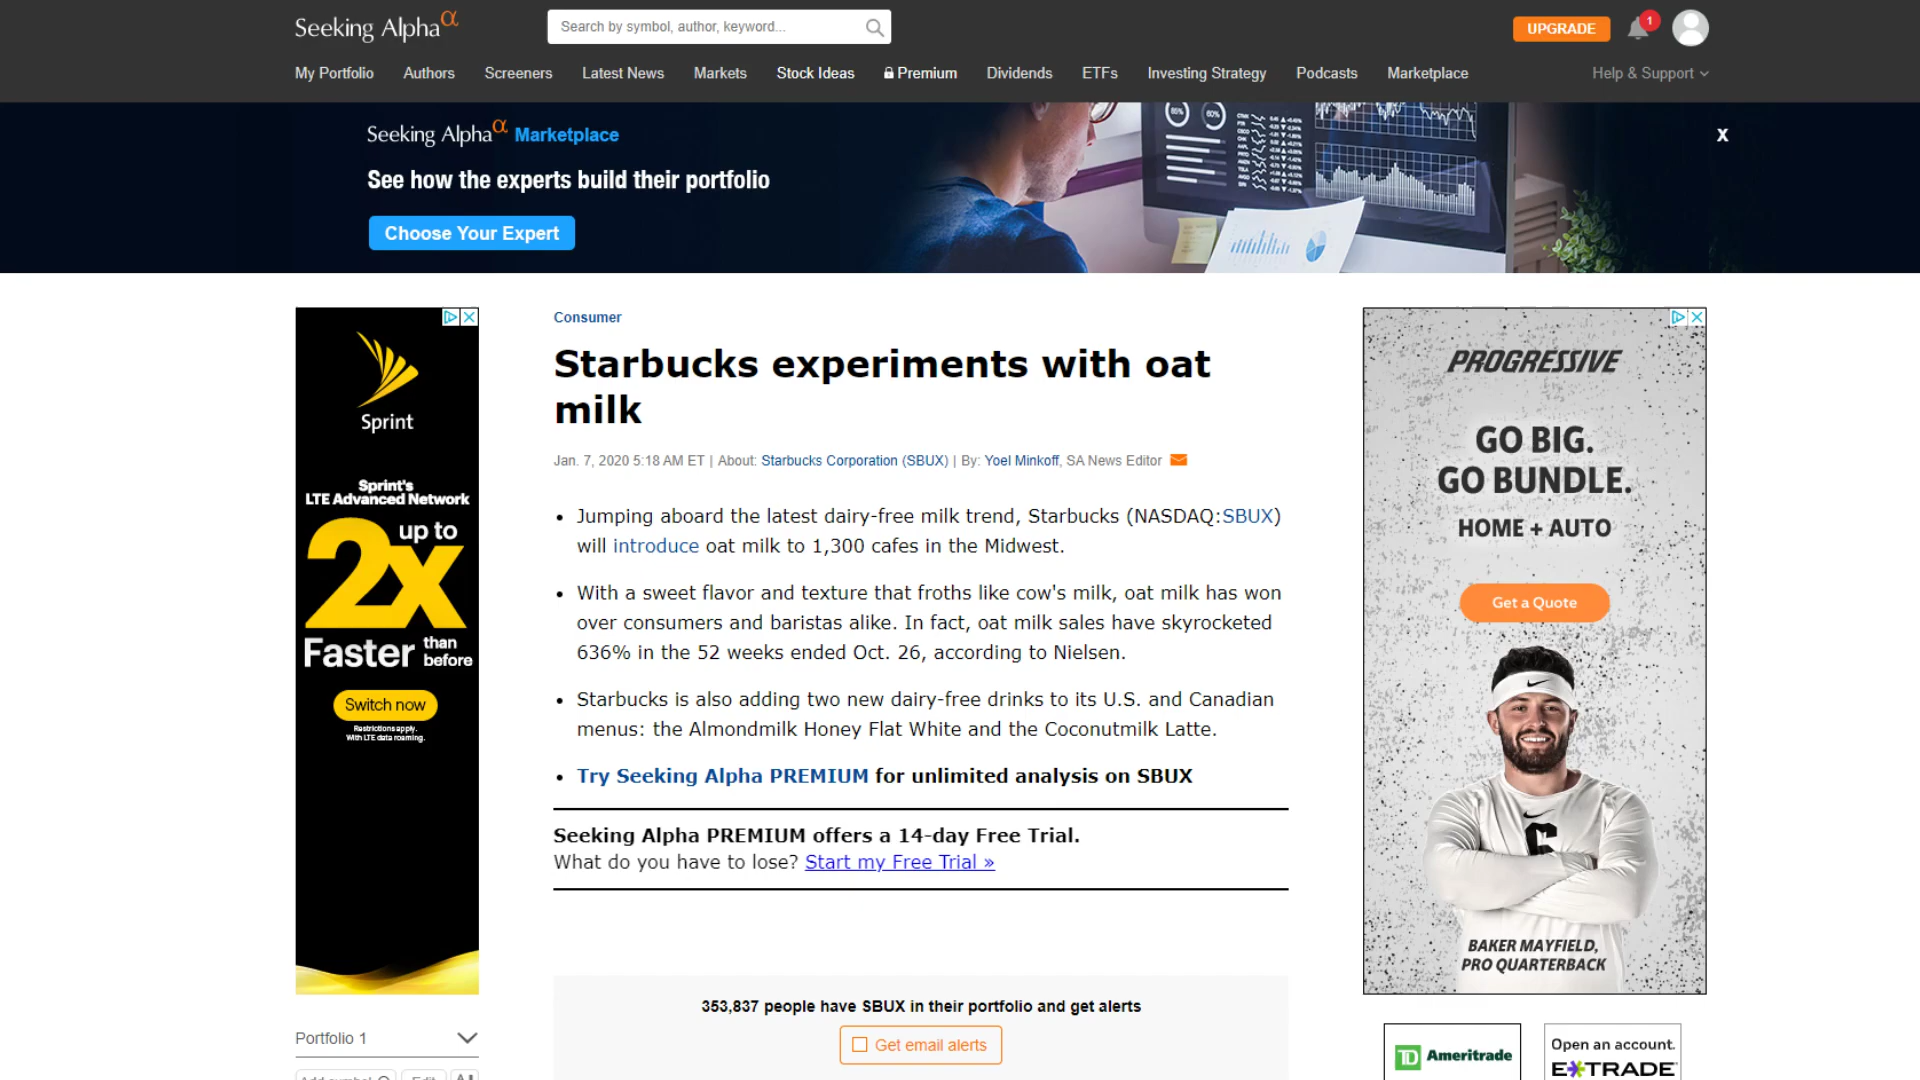 Seeking Alpha α
Search by symbol, author, keyword...
UPGRADE
1
My Portfolio
Authors
Screeners
Latest News
Markets
Stock Ideas
Premium
Dividends
ETFs
Investing Strategy
Podcasts
Marketplace
Help & Support
Seeking Alpha α Marketplace
See how the experts build their portfolio
Choose Your Expert
X
Sprint
Sprint's
LTE Advanced Network
up to
2x
Faster than
before
Switch now
Restrictions apply.
With LTE data roaming.
Consumer
Starbucks experiments with oat
milk
Jan. 7, 2020 5:18 AM ET | About: Starbucks Corporation (SBUX) | By: Yoel Minkoff, SA News Editor
• Jumping aboard the latest dairy-free milk trend, Starbucks (NASDAQ:SBUX)
will introduce oat milk to 1,300 cafes in the Midwest.
• With a sweet flavor and texture that froths like cow's milk, oat milk has won
over consumers and baristas alike. In fact, oat milk sales have skyrocketed
636% in the 52 weeks ended Oct. 26, according to Nielsen.
• Starbucks is also adding two new dairy-free drinks to its U.S. and Canadian
menus: the Almondmilk Honey Flat White and the Coconutmilk Latte.
• Try Seeking Alpha PREMIUM for unlimited analysis on SBUX
Seeking Alpha PREMIUM offers a 14-day Free Trial.
What do you have to lose? Start my Free Trial »
353,837 people have SBUX in their portfolio and get alerts
Get email alerts
PROGRESSIVE
GO BIG.
GO BUNDLE.
HOME + AUTO
Get a Quote
BAKER MAYFIELD,
PRO QUARTERBACK
Portfolio 1
TD Ameritrade
Open an account.
E*TRADE